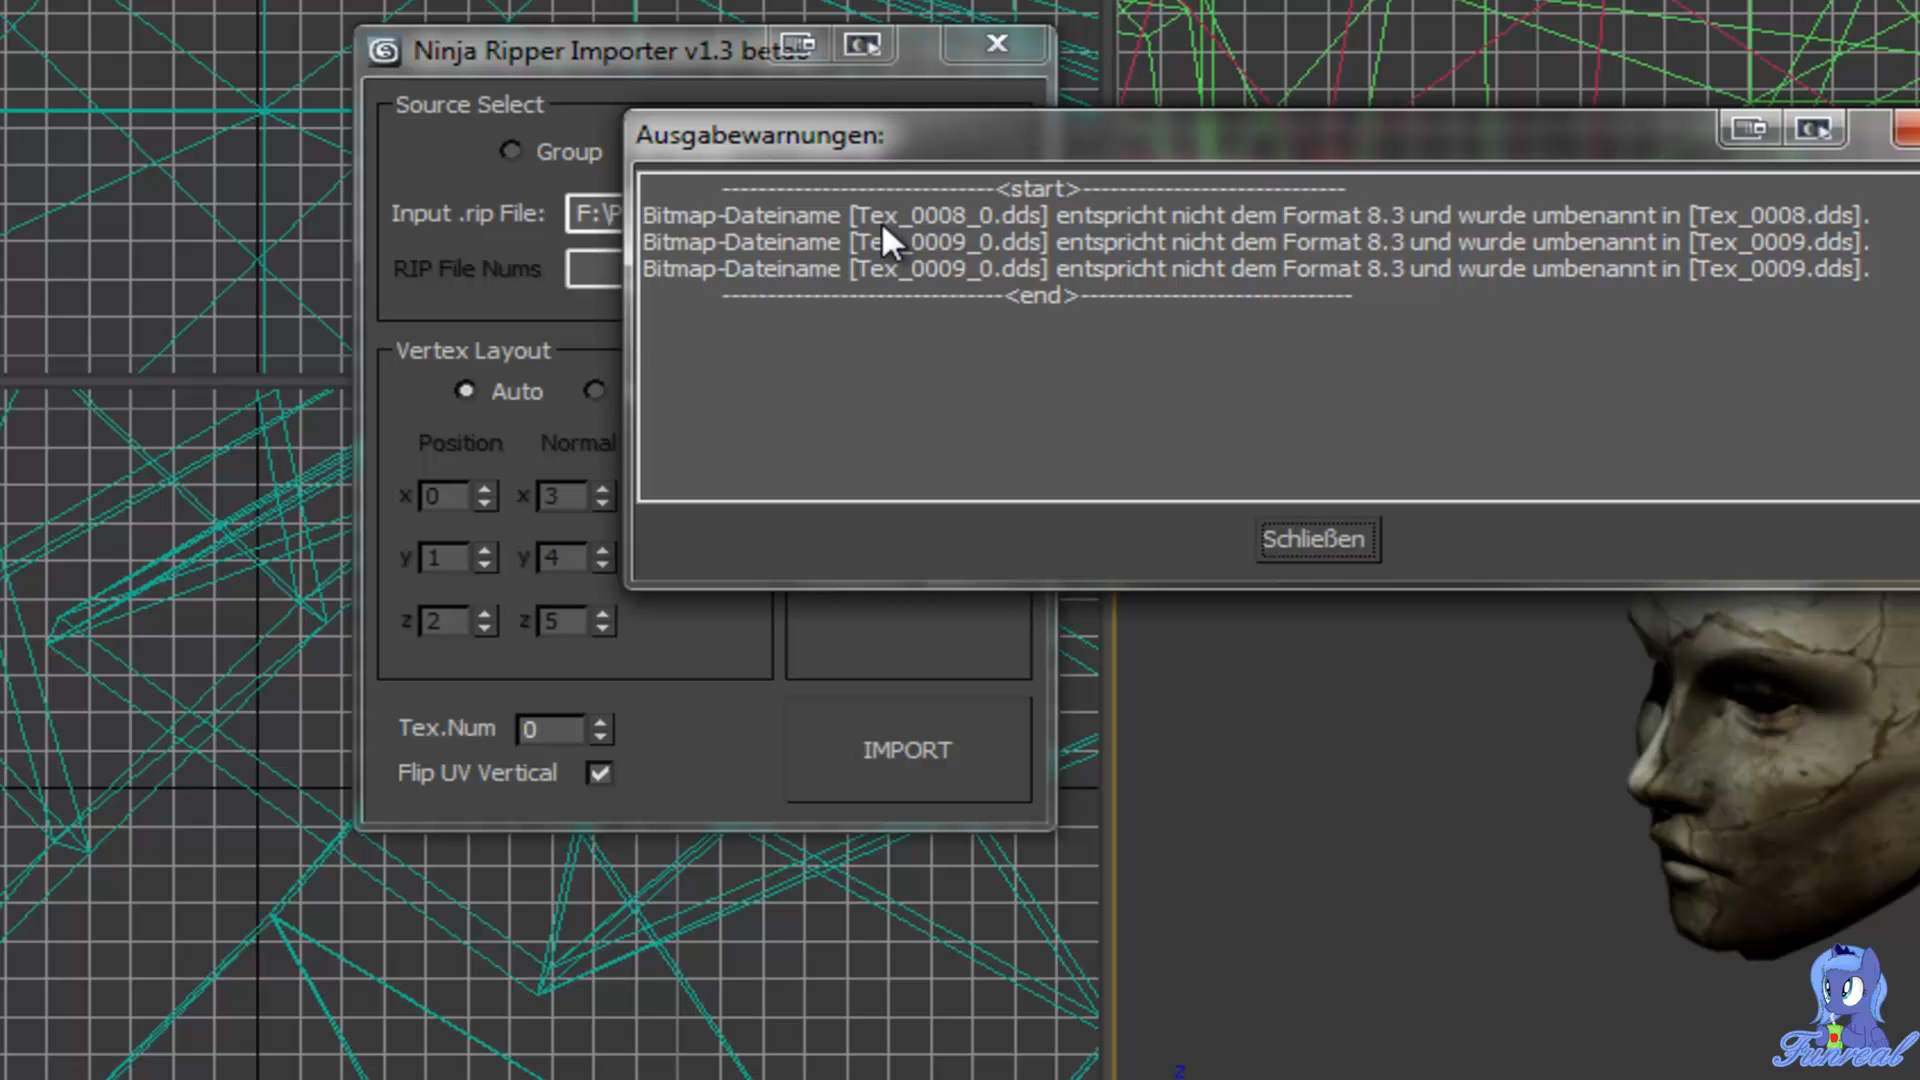 Ninja Ripper Importer v1.3
Source Select
Group
Input .rip File:
F:\P
RIP File Nums
Vertex Layout
Auto
Position Normal
x 0 x 3
y 1 y 4
z 2 z 5
Tex.Num 0
Flip UV Vertical
IMPORT
Ausgabewarnungen:
------------------------------<start>-----------------------------
Bitmap-Dateiname [Tex_0008_0.dds] entspricht nicht dem Format 8.3 und wurde umbenannt in [Tex_0008.dds].
Bitmap-Dateiname [Tex_0009_0.dds] entspricht nicht dem Format 8.3 und wurde umbenannt in [Tex_0009.dds].
Bitmap-Dateiname [Tex_0009_0.dds] entspricht nicht dem Format 8.3 und wurde umbenannt in [Tex_0009.dds].
-------------------------------<end>------------------------------
Schließen
z
Funreal